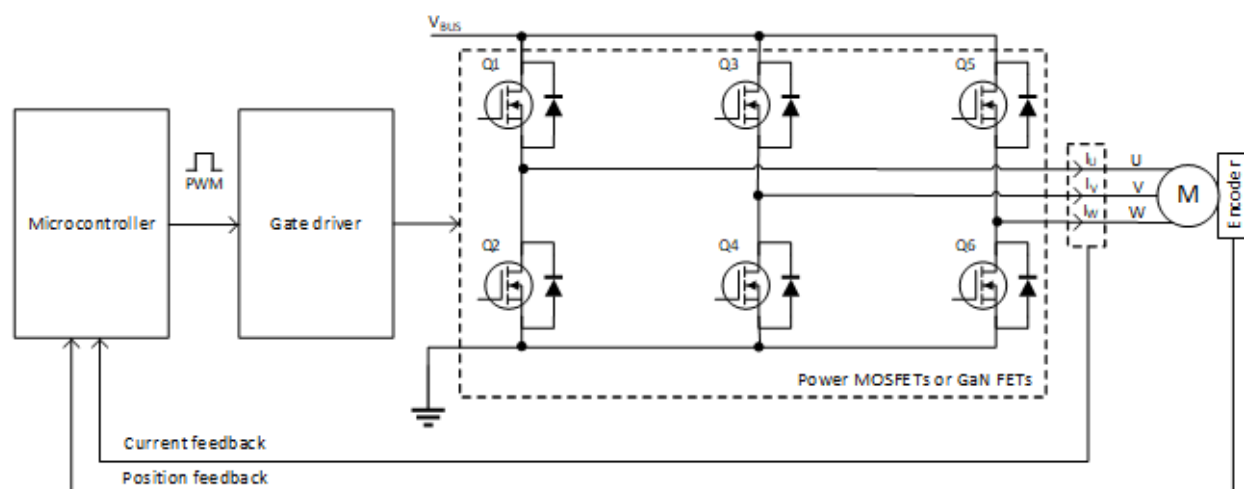 VBUS
Q1
Q3
Q5
PWM
Microcontroller
Gate driver
IU
U
IV
V
IW
W
M
Encoder
Q2
Q4
Q6
Power MOSFETs or GaN FETs
Current feedback
Position feedback